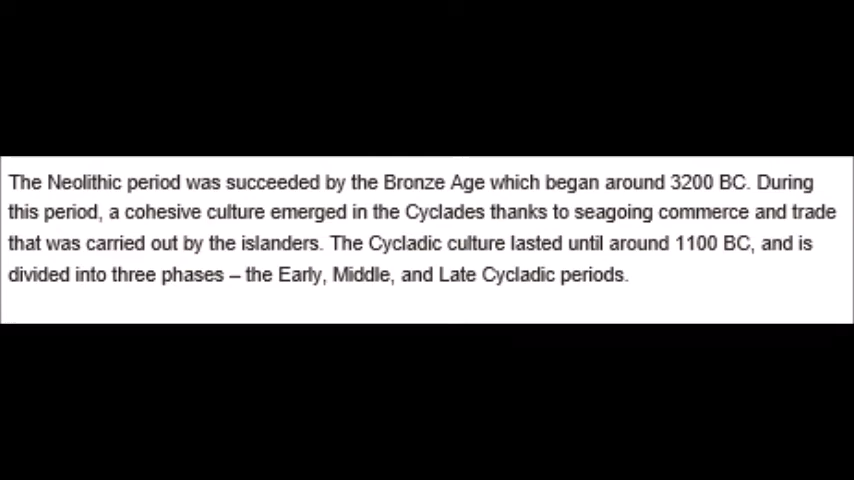 The Neolithic period was succeeded by the Bronze Age which began around 3200 BC. During
this period, a cohesive culture emerged in the Cyclades thanks to seagoing commerce and trade
that was carried out by the islanders. The Cycladic culture lasted until around 1100 BC, and is
divided into three phases – the Early, Middle, and Late Cycladic periods.